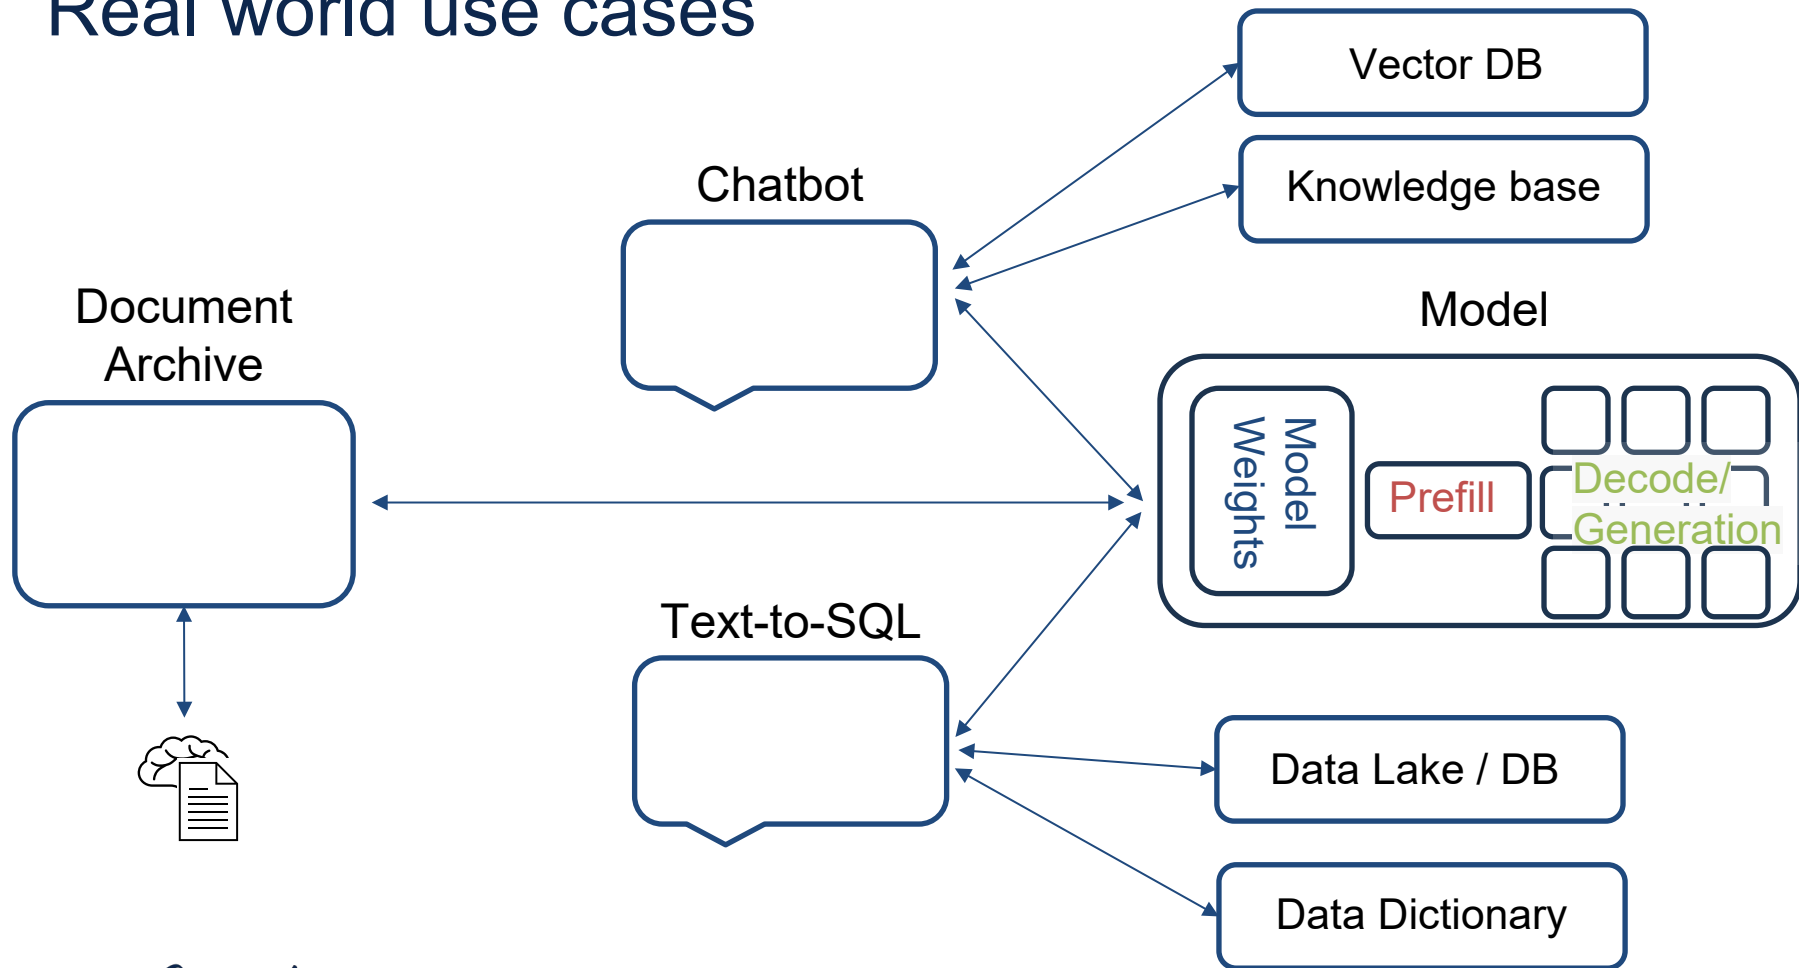 Real world use cases
Vector DB
Knowledge base
Chatbot
Document
Archive
Model
Model
Weights
Prefill
Decode/
Generation
Text-to-SQL
Data Lake / DB
Data Dictionary